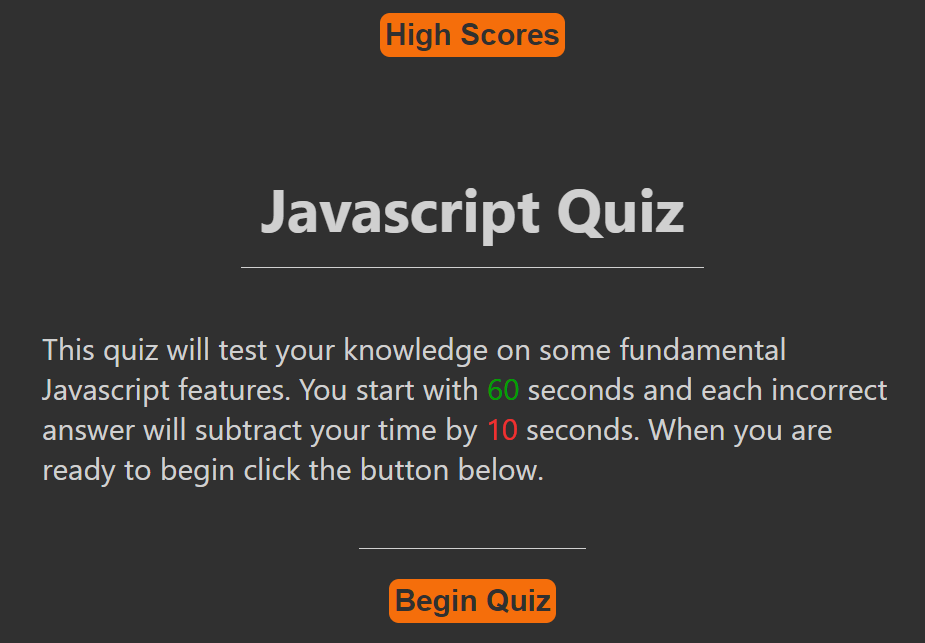 High Scores
Javascript Quiz
This quiz will test your knowledge on some fundamental
Javascript features. You start with 60 seconds and each incorrect
answer will subtract your time by 10 seconds. When you are
ready to begin click the button below.
Begin Quiz